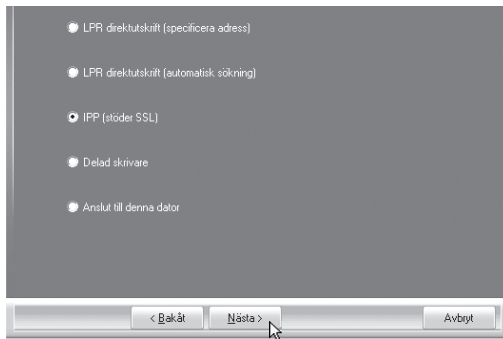 LPR direktutskrift (specificera adress)
LPR direktutskrift (automatisk sökning)
IPP (stöder SSL)
Delad skrivare
Anslut till denna dator
< Bakåt
Nästa >
Avbryt